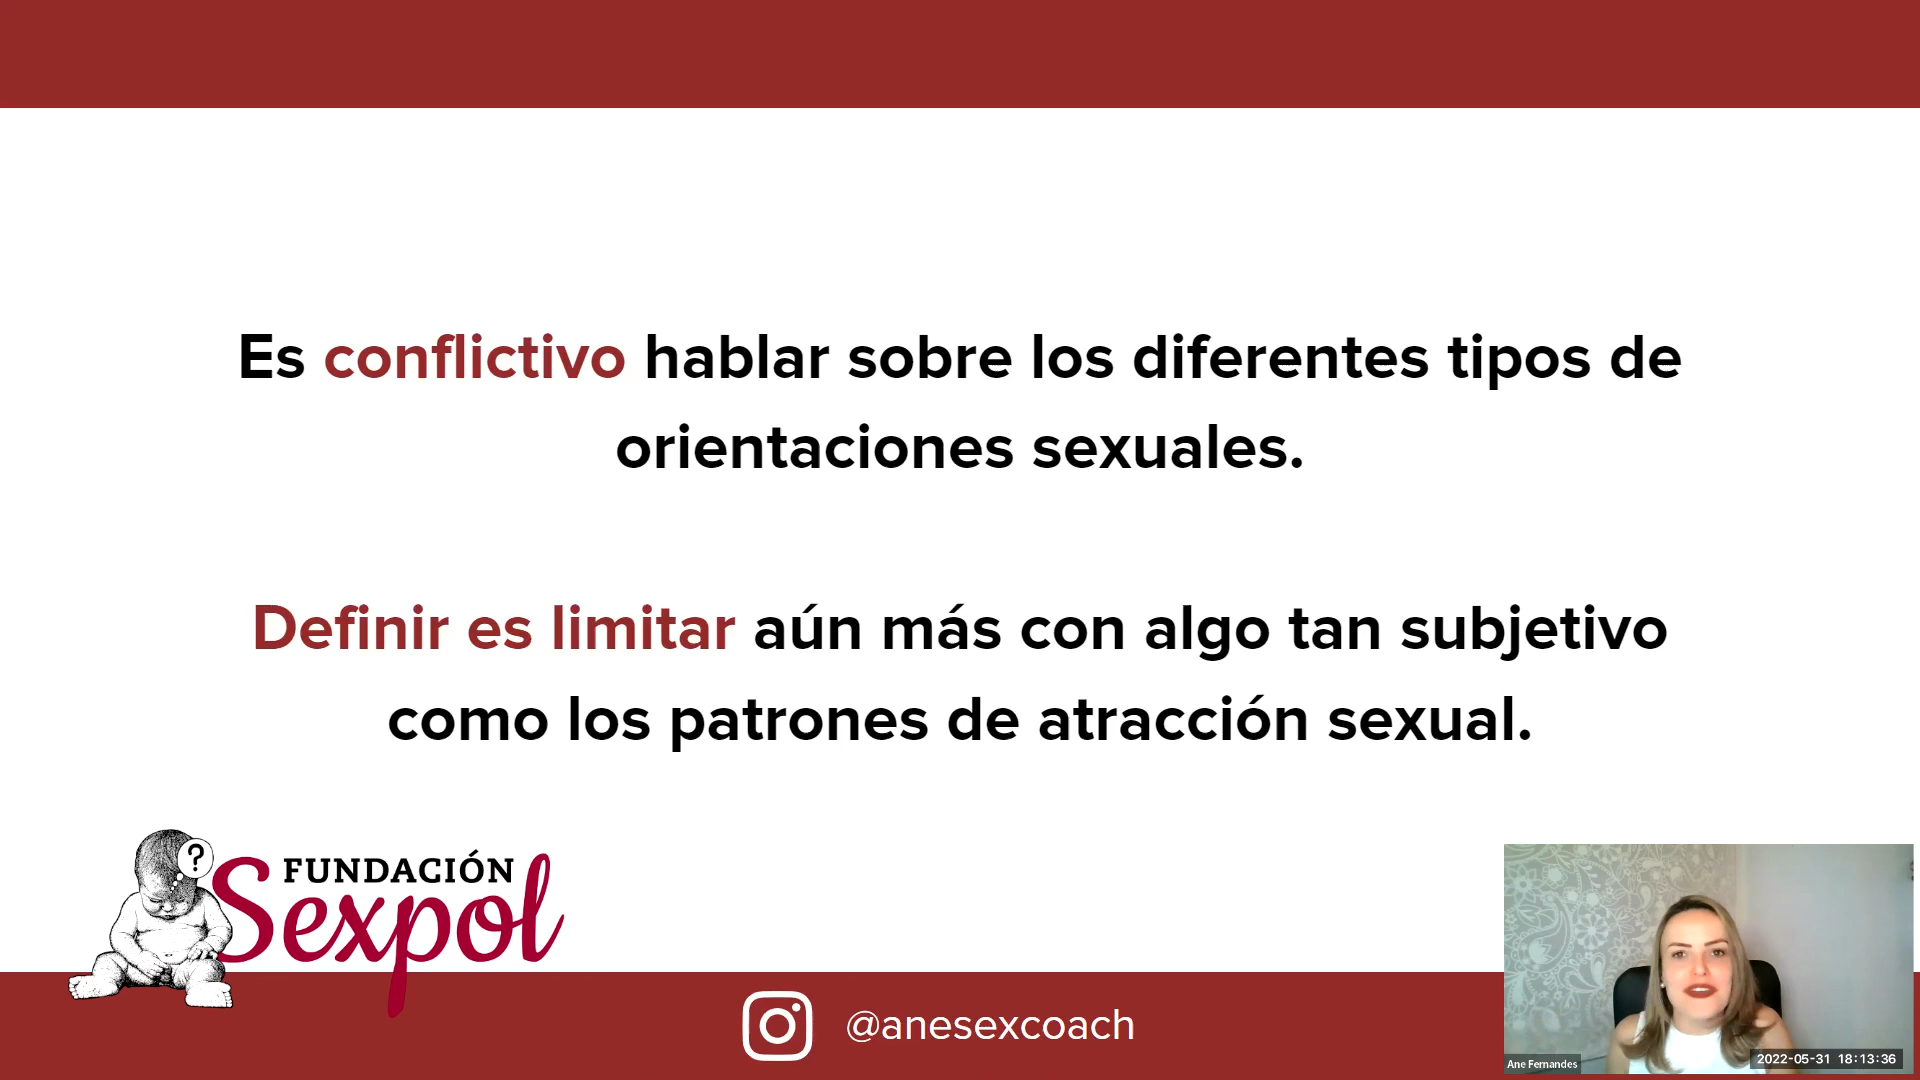 Es conflictivo hablar sobre los diferentes tipos de
orientaciones sexuales.
Definir es limitar aún más con algo tan subjetivo
como los patrones de atracción sexual.
?
FUNDACIÓN
Sexpol
@anesexcoach
Ane Fernandes
2022-05-31 18:13:36